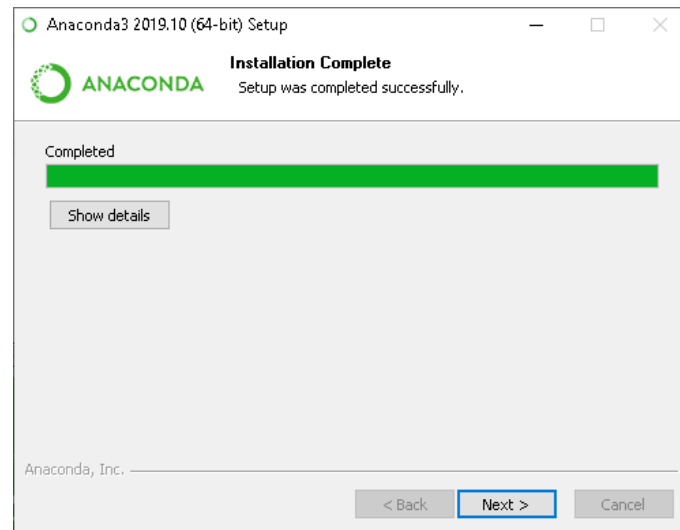 Anaconda3 2019.10 (64-bit) Setup
Installation Complete
ANACONDA
Setup was completed successfully.
Completed
Show details
Anaconda, Inc.
< Back Next > Cancel